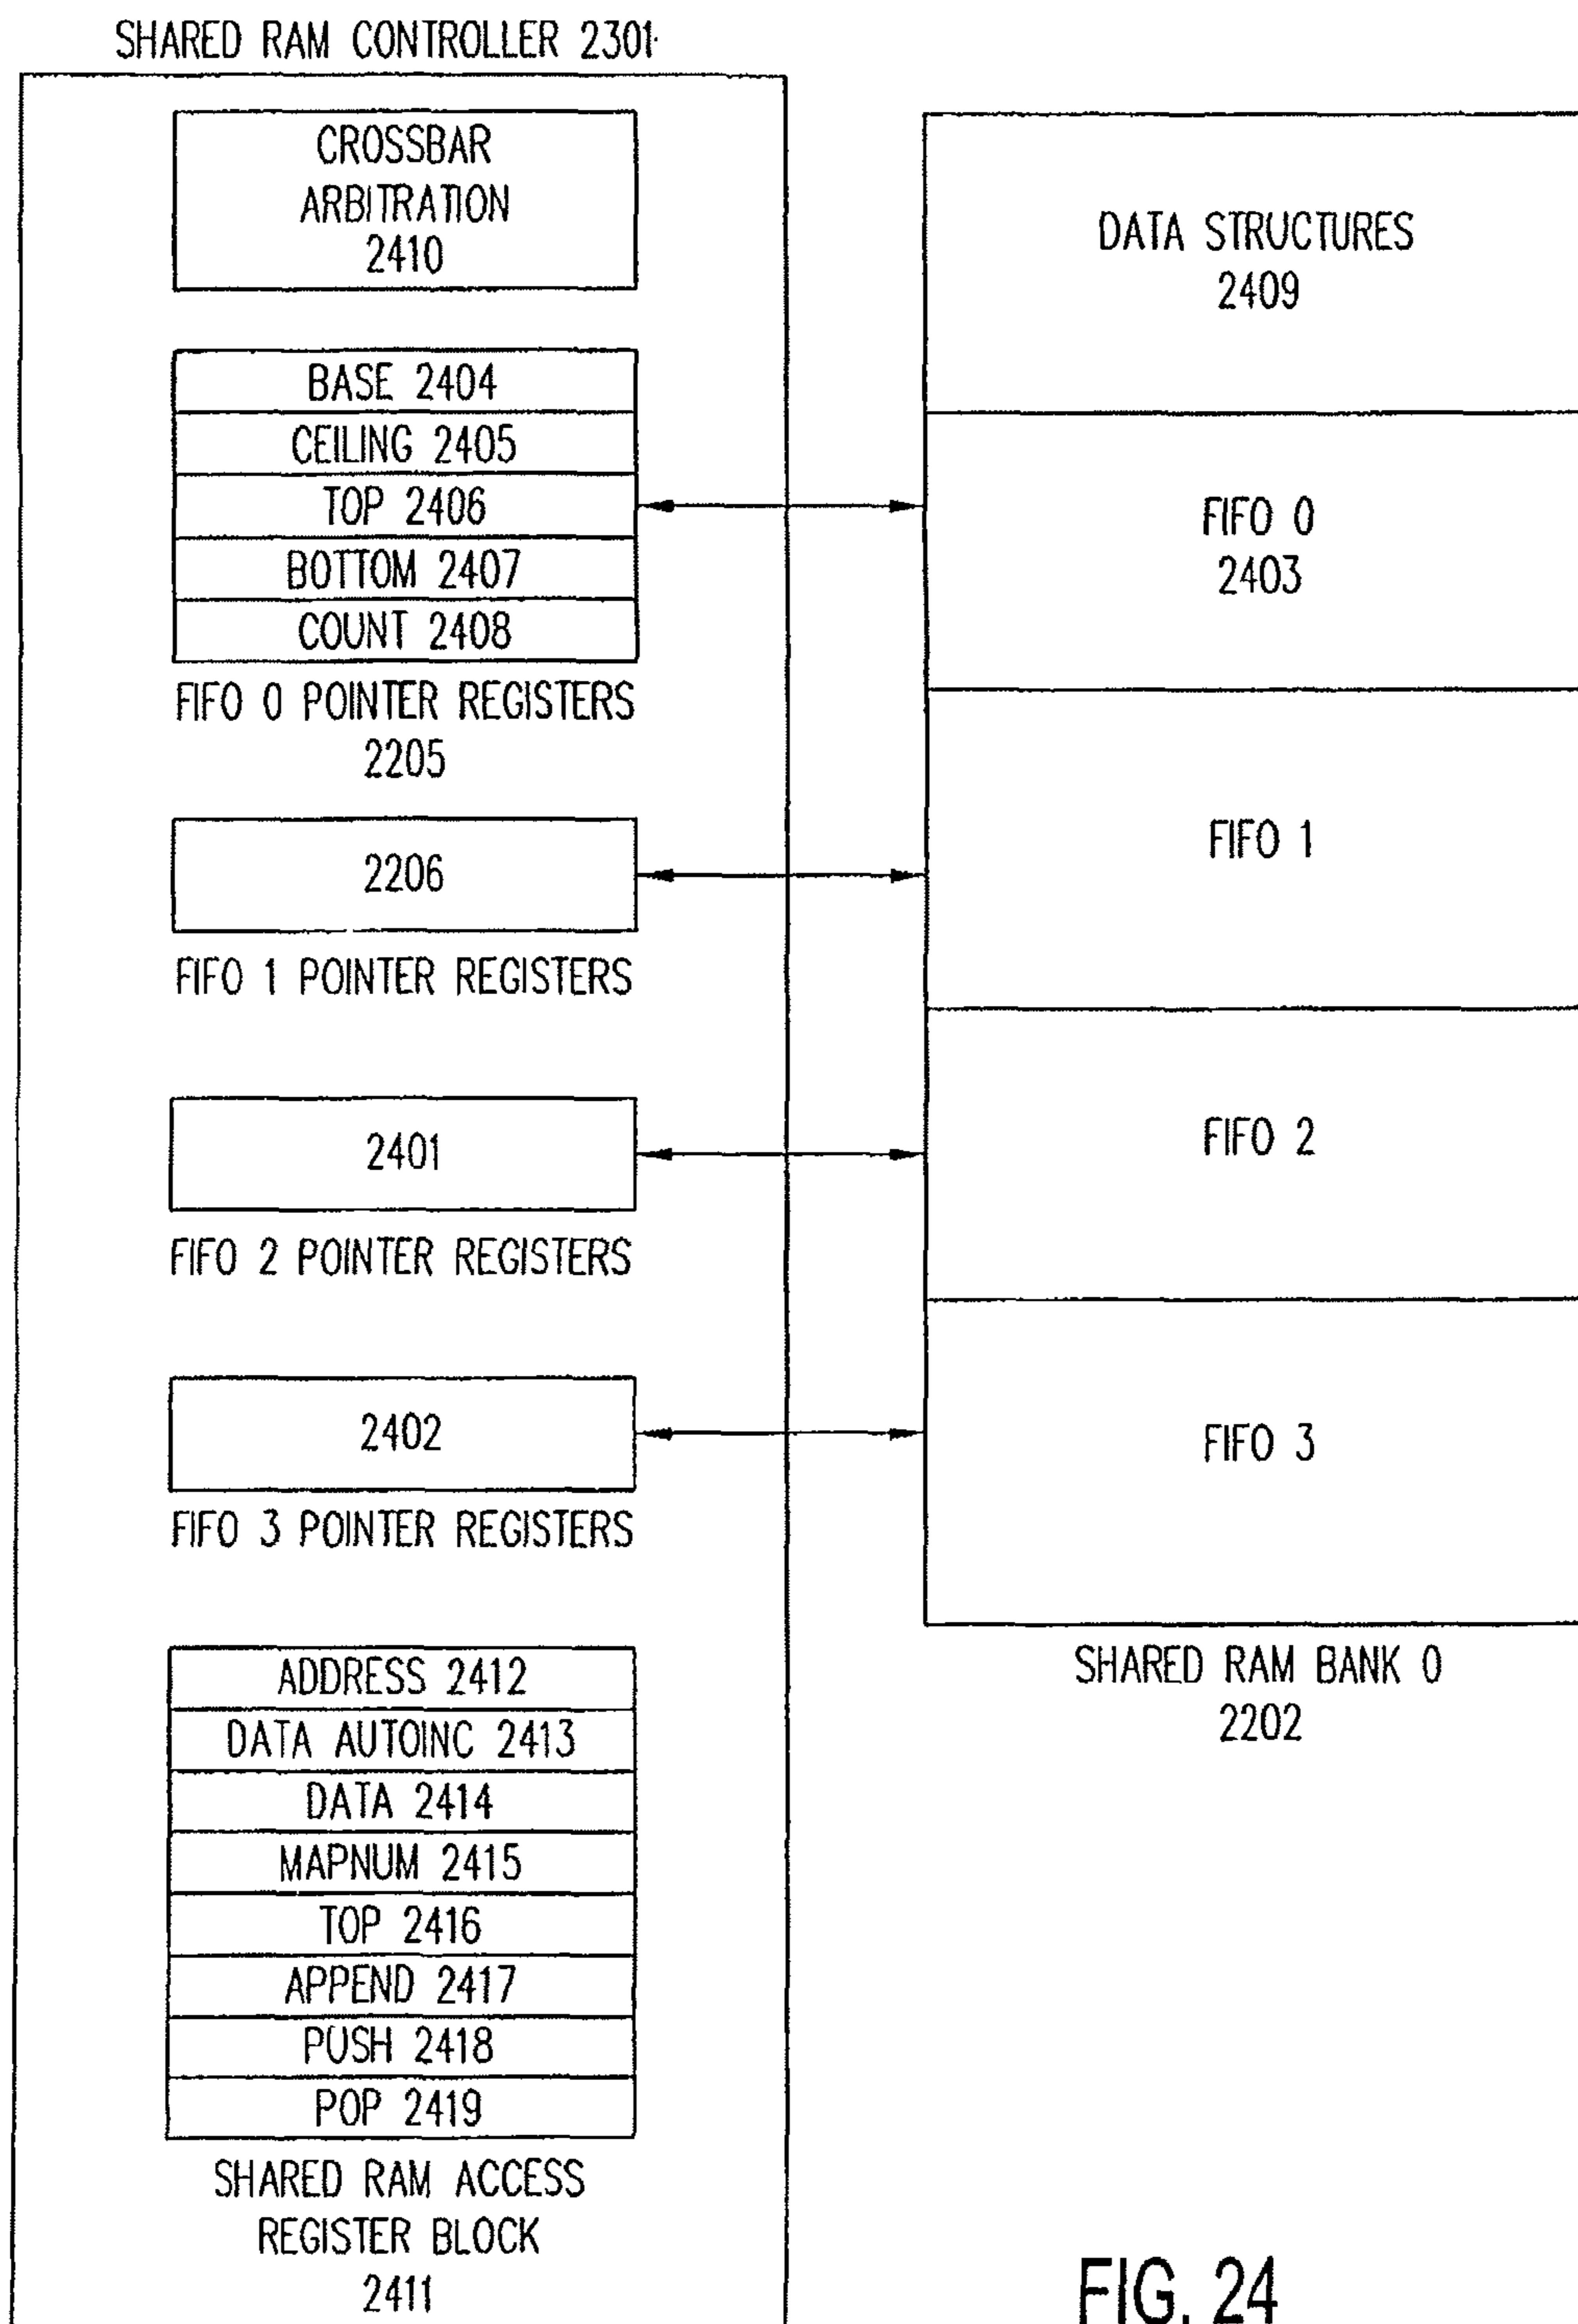 SHARED RAM CONTROLLER 2301
CROSSBAR
ARBITRATION
2410
BASE 2404
CEILING 2405
TOP 2406
BOTTOM 2407
COUNT 2408
FIFO 0 POINTER REGISTERS
2205
2206
FIFO 1 POINTER REGISTERS
2401
FIFO 2 POINTER REGISTERS
2402
FIFO 3 POINTER REGISTERS
ADDRESS 2412
DATA AUTOINC 2413
DATA 2414
MAPNUM 2415
TOP 2416
APPEND 2417
PUSH 2418
POP 2419
SHARED RAM ACCESS
REGISTER BLOCK
2411
DATA STRUCTURES
2409
FIFO 0
2403
FIFO 1
FIFO 2
FIFO 3
SHARED RAM BANK 0
2202
FIG. 24